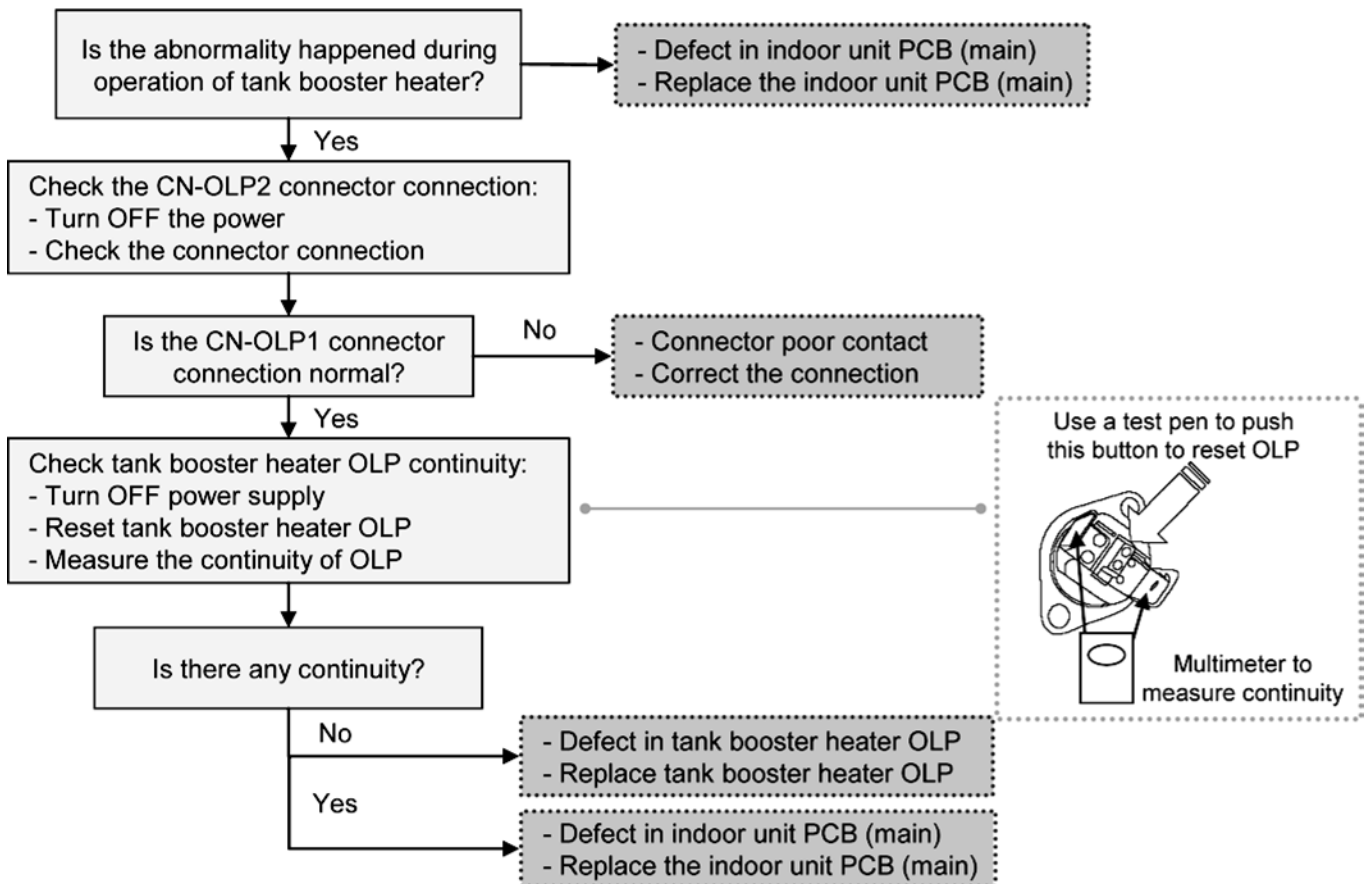 Is the abnormality happened during
operation of tank booster heater?
- Defect in indoor unit PCB (main)
- Replace the indoor unit PCB (main)
Yes
Check the CN-OLP2 connector connection:
- Turn OFF the power
- Check the connector connection
Is the CN-OLP1 connector
connection normal?
No
- Connector poor contact
- Correct the connection
Yes
Check tank booster heater OLP continuity:
- Turn OFF power supply
- Reset tank booster heater OLP
- Measure the continuity of OLP
Use a test pen to push
this button to reset OLP
Multimeter to
measure continuity
Is there any continuity?
No
- Defect in tank booster heater OLP
- Replace tank booster heater OLP
Yes
- Defect in indoor unit PCB (main)
- Replace the indoor unit PCB (main)